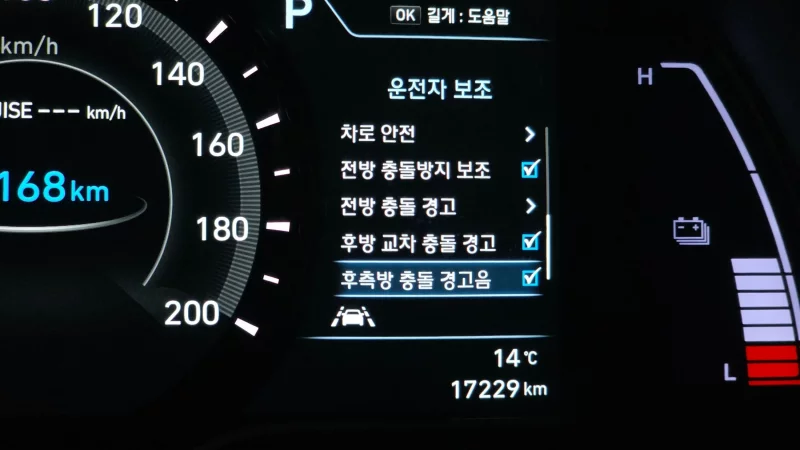 120
P
OK 길게 : 도움말
km/h
140
운전자 보조
H
km/h
차로 안전
160
전방 충돌방지 보조
168km
전방 충돌 경고
180
후방 교차 충돌 경고
후측방 충돌 경고음
200
14℃
L
17229 km